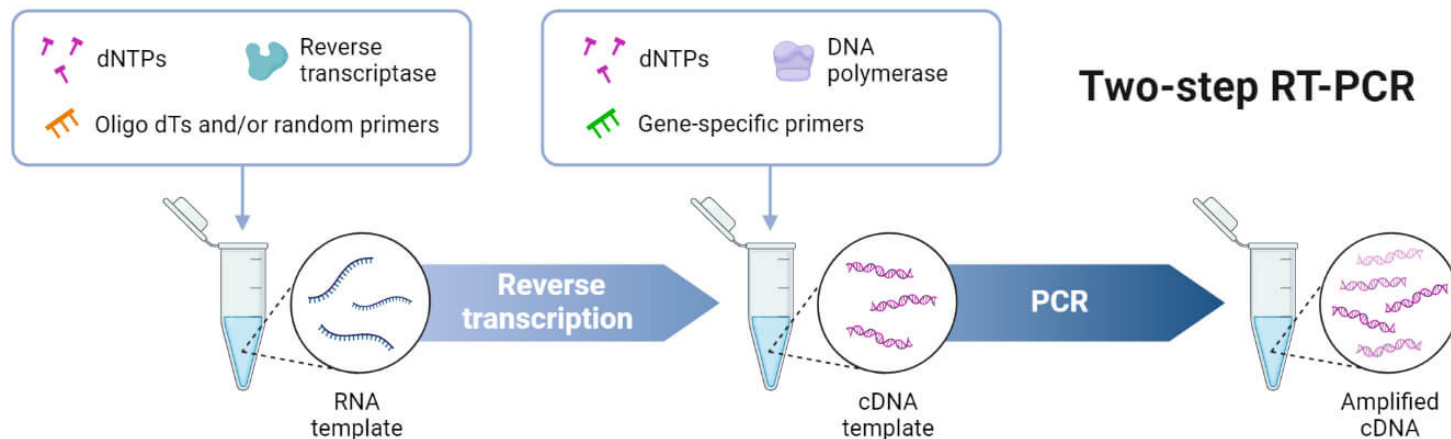 dNTPs
Reverse
transcriptase
Oligo dTs and/or random primers
dNTPs
DNA
polymerase
Gene-specific primers
Two-step RT-PCR
Reverse
transcription
PCR
RNA
template
cDNA
template
Amplified
cDNA